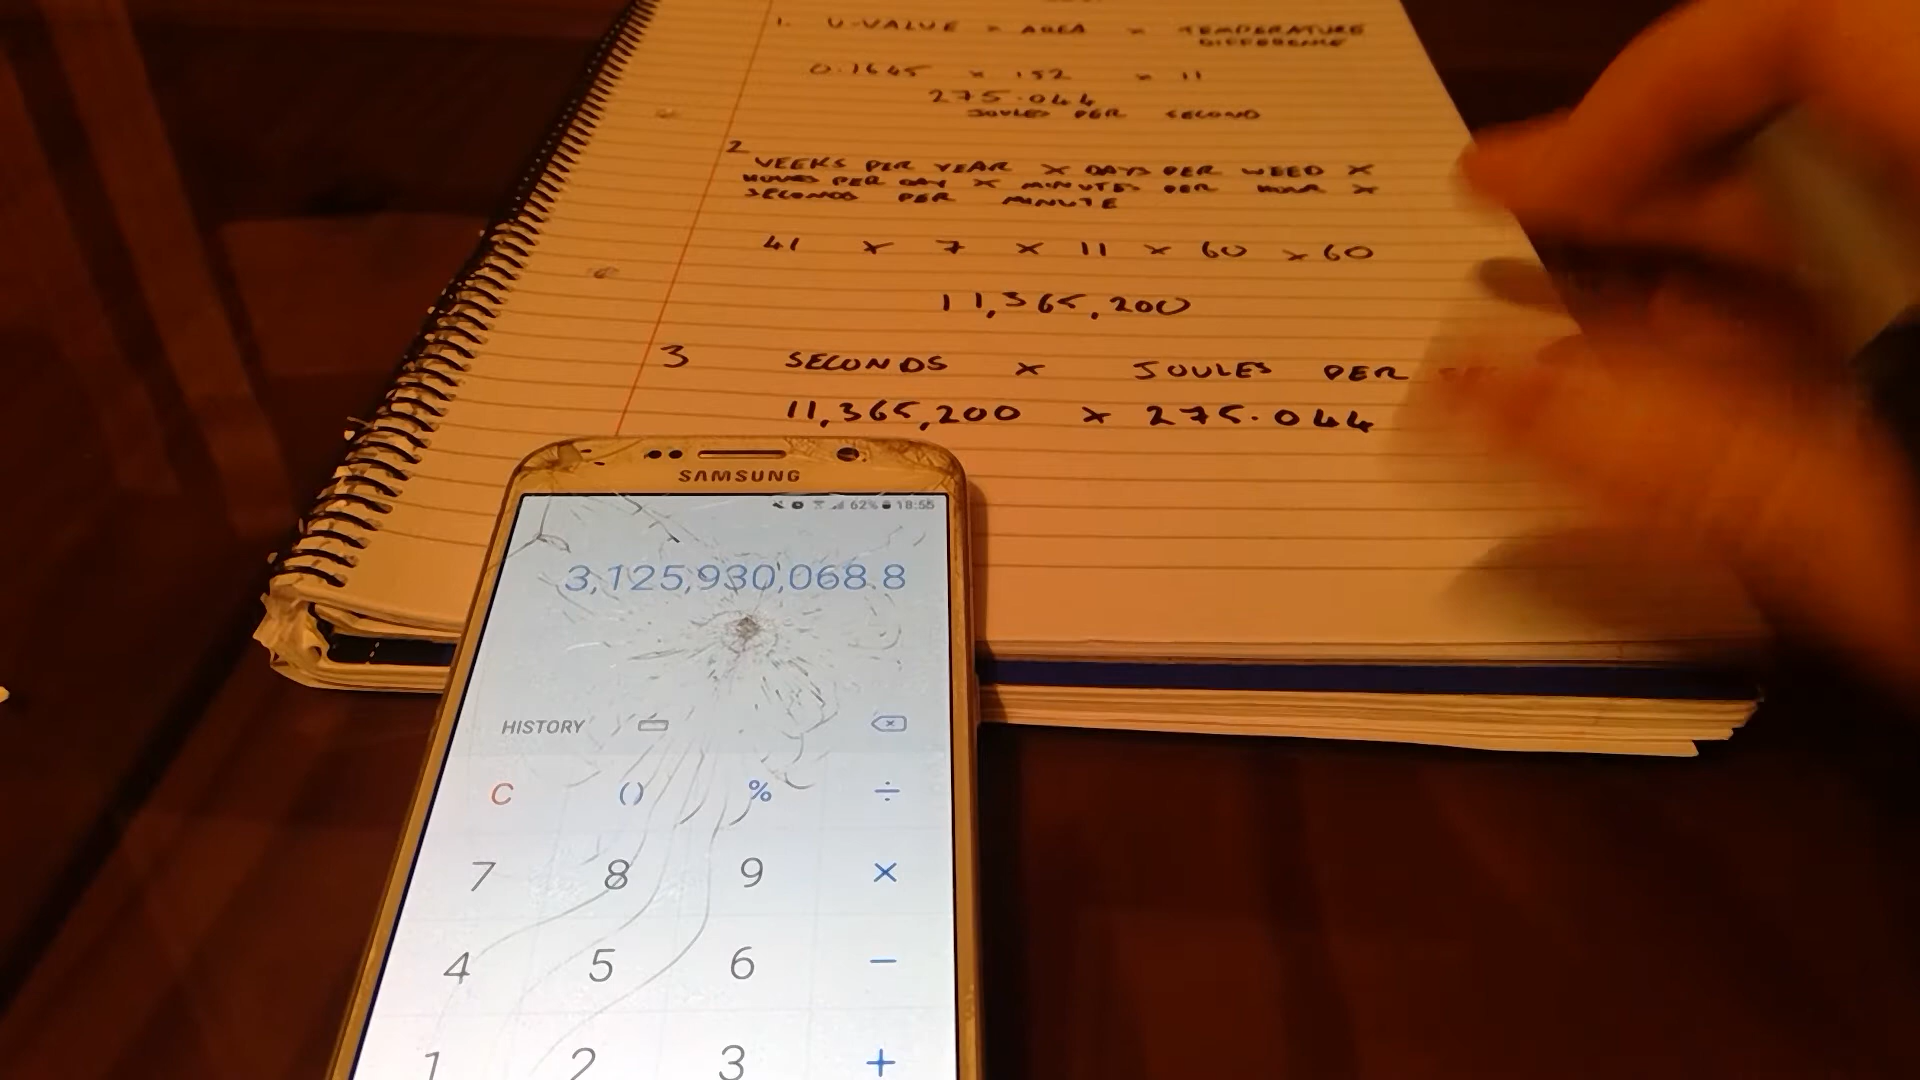 1. U-VALUE × AREA × TEMPERATURE
DIFFERENCE
0.1645 × 152 × 11
275.044
JOULES PER SECOND
2
WEEKS PER YEAR × DAYS PER WEED ×
HOURS PER DAY × MINUTES PER HOUR ×
SECONDS PER MINUTE
41 × 7 × 11 × 60 × 60
11,365,200
3 SECONDS × JOULES PER
11,365,200 × 275.044
SAMSUNG
62% 18:55
3,125,930,068.8
HISTORY
C () % ÷
7 8 9 ×
4 5 6 −
1 2 3 +